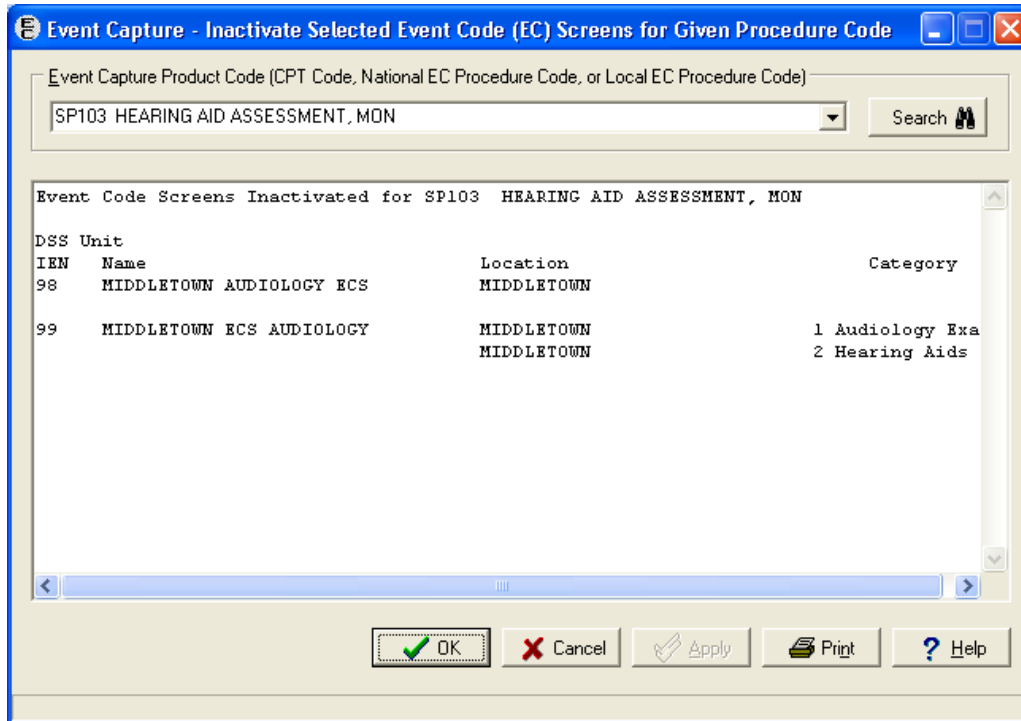 Event Capture - Inactivate Selected Event Code (EC) Screens for Given Procedure Code
Event Capture Product Code (CPT Code, National EC Procedure Code, or Local EC Procedure Code)
SP103 HEARING AID ASSESSMENT, MON Search
Event Code Screens Inactivated for SP103 HEARING AID ASSESSMENT, MON
DSS Unit
IEN Name Location Category
98 MIDDLETOWN AUDIOLOGY ECS MIDDLETOWN
99 MIDDLETOWN ECS AUDIOLOGY MIDDLETOWN 1 Audiology Exa
MIDDLETOWN 2 Hearing Aids
OK Cancel Apply Print ? Help